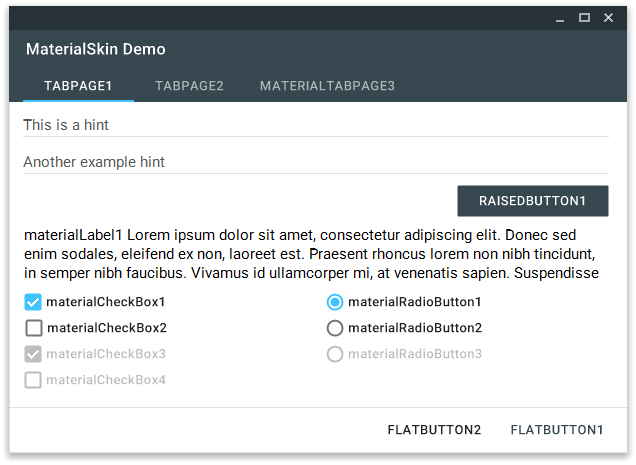 MaterialSkin Demo
TABPAGE1 TABPAGE2 MATERIALTABPAGE3
This is a hint
Another example hint
RAISEDBUTTON1
materialLabel1 Lorem ipsum dolor sit amet, consectetur adipiscing elit. Donec sed
enim sodales, eleifend ex non, laoreet est. Praesent rhoncus lorem non nibh tincidunt,
in semper nibh faucibus. Vivamus id ullamcorper mi, at venenatis sapien. Suspendisse
materialCheckBox1 materialRadioButton1
materialCheckBox2 materialRadioButton2
materialCheckBox3 materialRadioButton3
materialCheckBox4
FLATBUTTON2 FLATBUTTON1